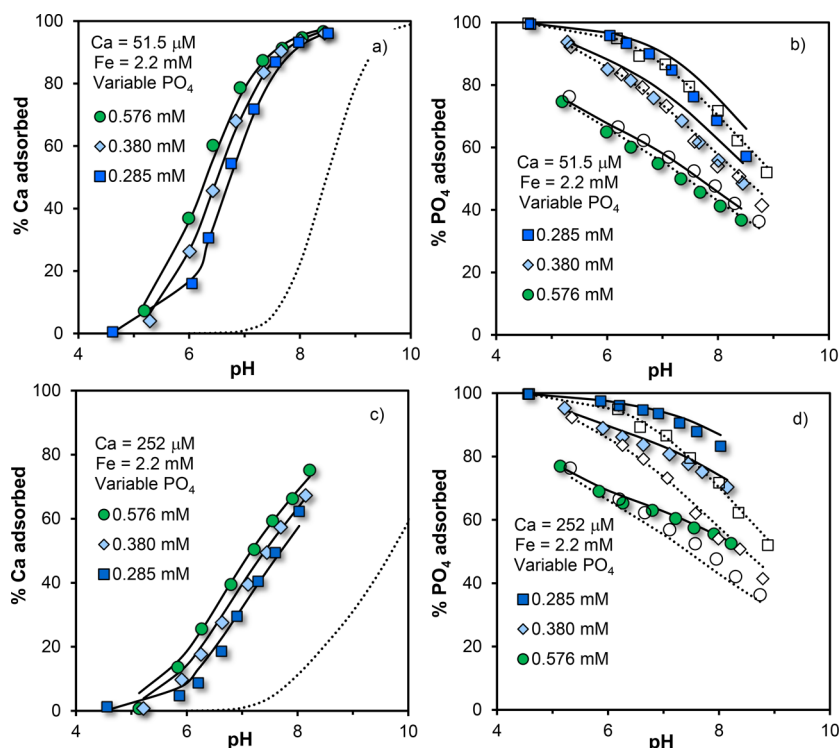 100
80
60
40
20
0
% Ca adsorbed
Ca = 51.5 µM
Fe = 2.2 mM
Variable PO4
0.576 mM
0.380 mM
0.285 mM
a)
4
6
8
10
pH
100
80
60
40
20
0
% PO4 adsorbed
b)
Ca = 51.5 µM
Fe = 2.2 mM
Variable PO4
0.285 mM
0.380 mM
0.576 mM
4
6
8
10
pH
100
80
60
40
20
0
% Ca adsorbed
c)
Ca = 252 µM
Fe = 2.2 mM
Variable PO4
0.576 mM
0.380 mM
0.285 mM
4
6
8
10
pH
100
80
60
40
20
0
% PO4 adsorbed
d)
Ca = 252 µM
Fe = 2.2 mM
Variable PO4
0.285 mM
0.380 mM
0.576 mM
4
6
8
10
pH